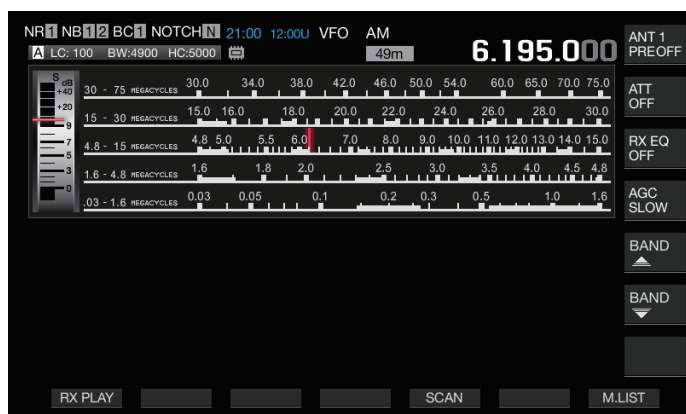 NR 1 NB 1 2 BC 1 NOTCH N 21:00 12:00U VFO AM
A LC: 100 BW:4900 HC:5000 49m 6.195.000
ANT 1
PREOFF
ATT
OFF
RX EQ
OFF
AGC
SLOW
BAND
BAND
S dB
+40
+20
9
7
5
3
0
30 - 75 MEGACYCLES 30.0 34.0 38.0 42.0 46.0 50.0 54.0 60.0 65.0 70.0 75.0
15 - 30 MEGACYCLES 15.0 16.0 18.0 20.0 22.0 24.0 26.0 28.0 30.0
4.8 - 15 MEGACYCLES 4.8 5.0 5.5 6.0 7.0 8.0 9.0 10.0 11.0 12.0 13.0 14.0 15.0
1.6 - 4.8 MEGACYCLES 1.6 1.8 2.0 2.5 3.0 3.5 4.0 4.5 4.8
.03 - 1.6 MEGACYCLES 0.03 0.05 0.1 0.2 0.3 0.5 1.0 1.6
RX PLAY SCAN M.LIST